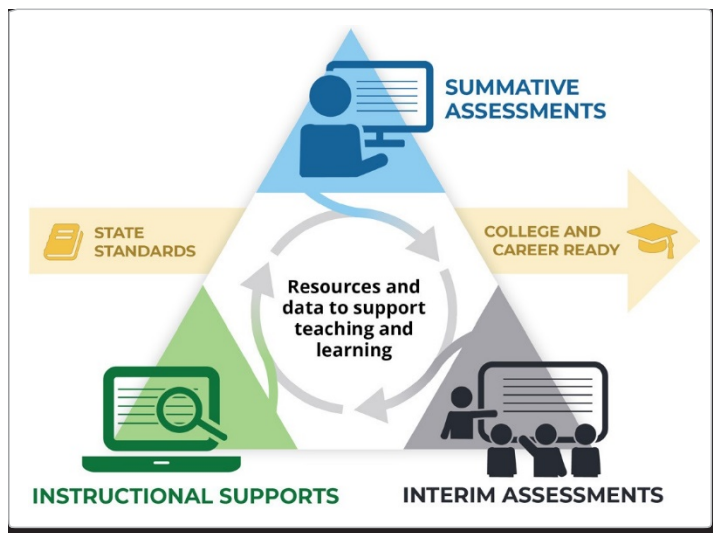 SUMMATIVE
ASSESSMENTS
STATE
STANDARDS
COLLEGE AND
CAREER READY
Resources and
data to support
teaching and
learning
INSTRUCTIONAL SUPPORTS
INTERIM ASSESSMENTS